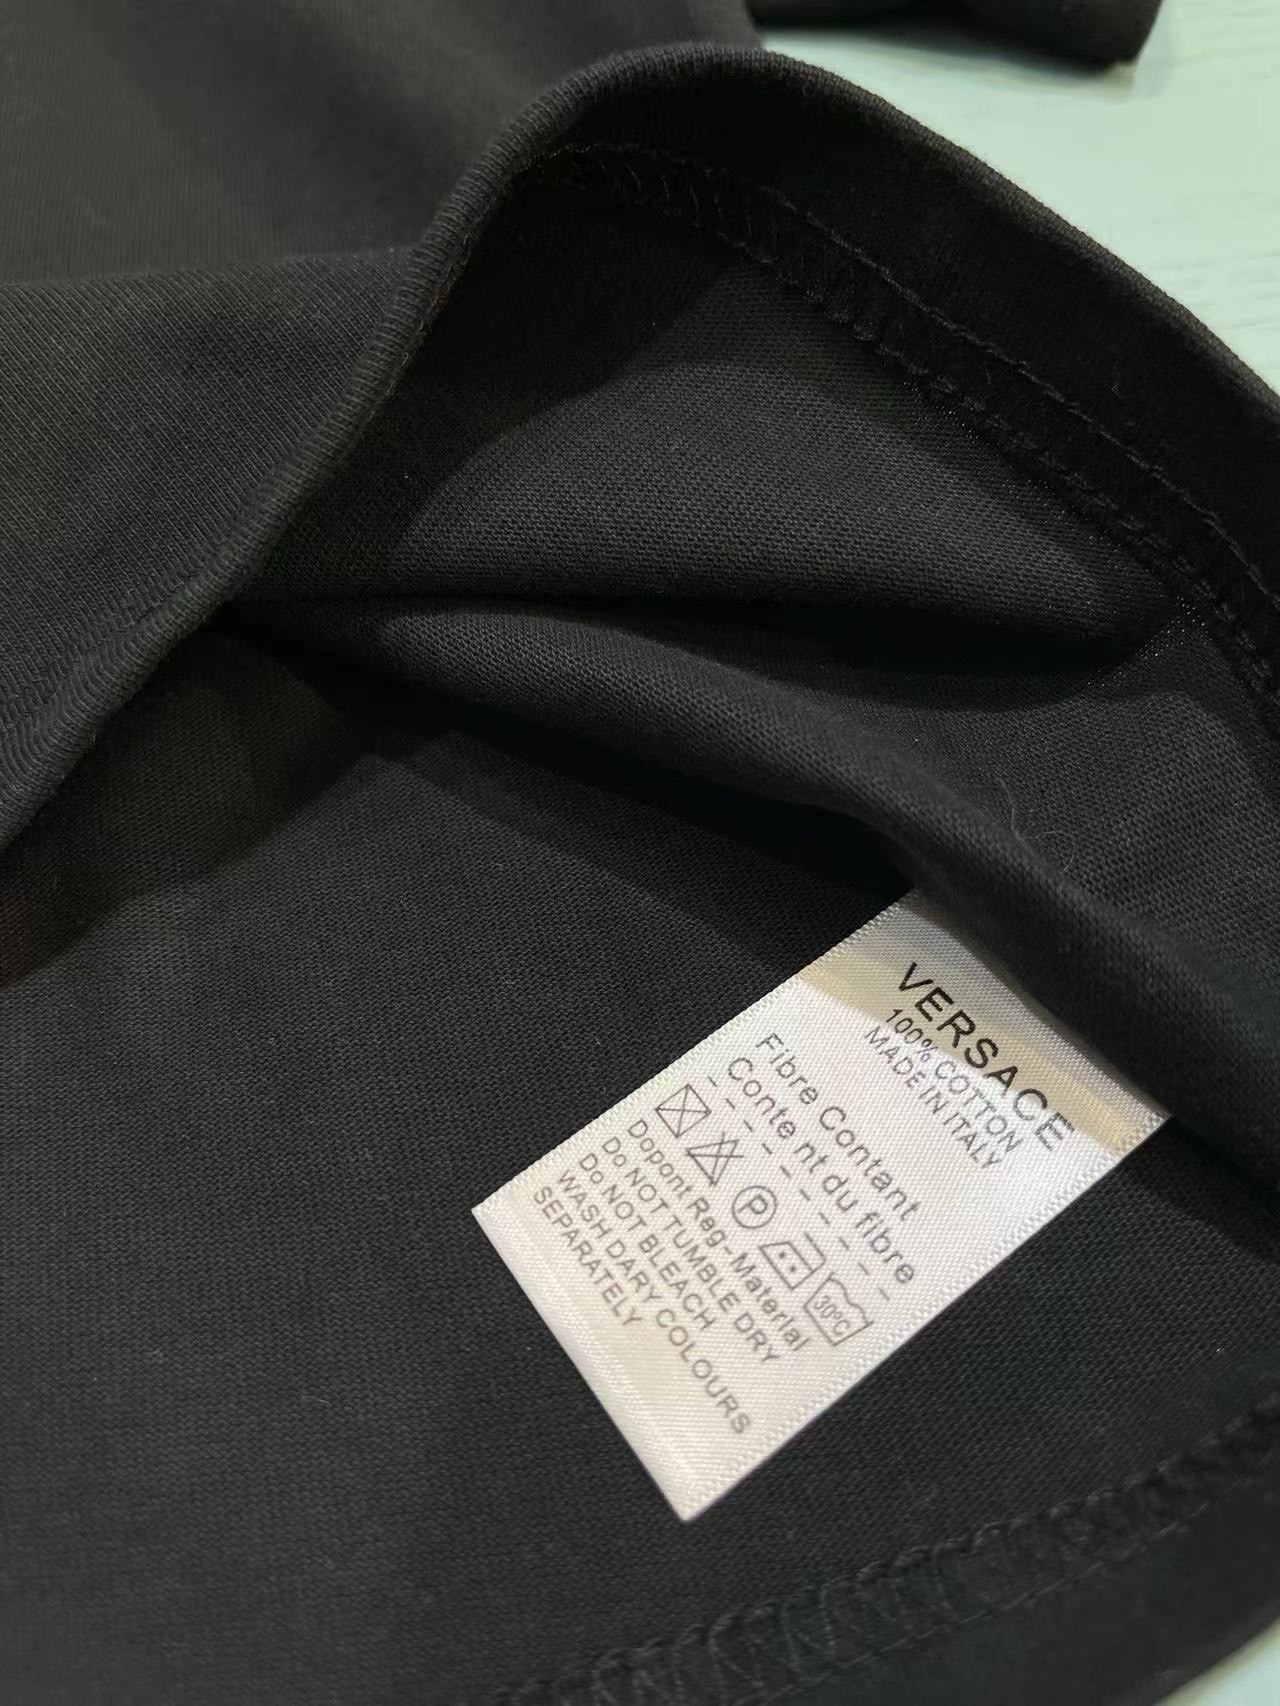 VERSACE
100% COTTON
MADE IN ITALY
Fibre Contant
Conte nt du fibre
P 30°C
Dopont Reg-Material
Do NOT TUMBLE DRY
Do NOT BLEACH
WASH DARY COLOURS
SEPARATELY